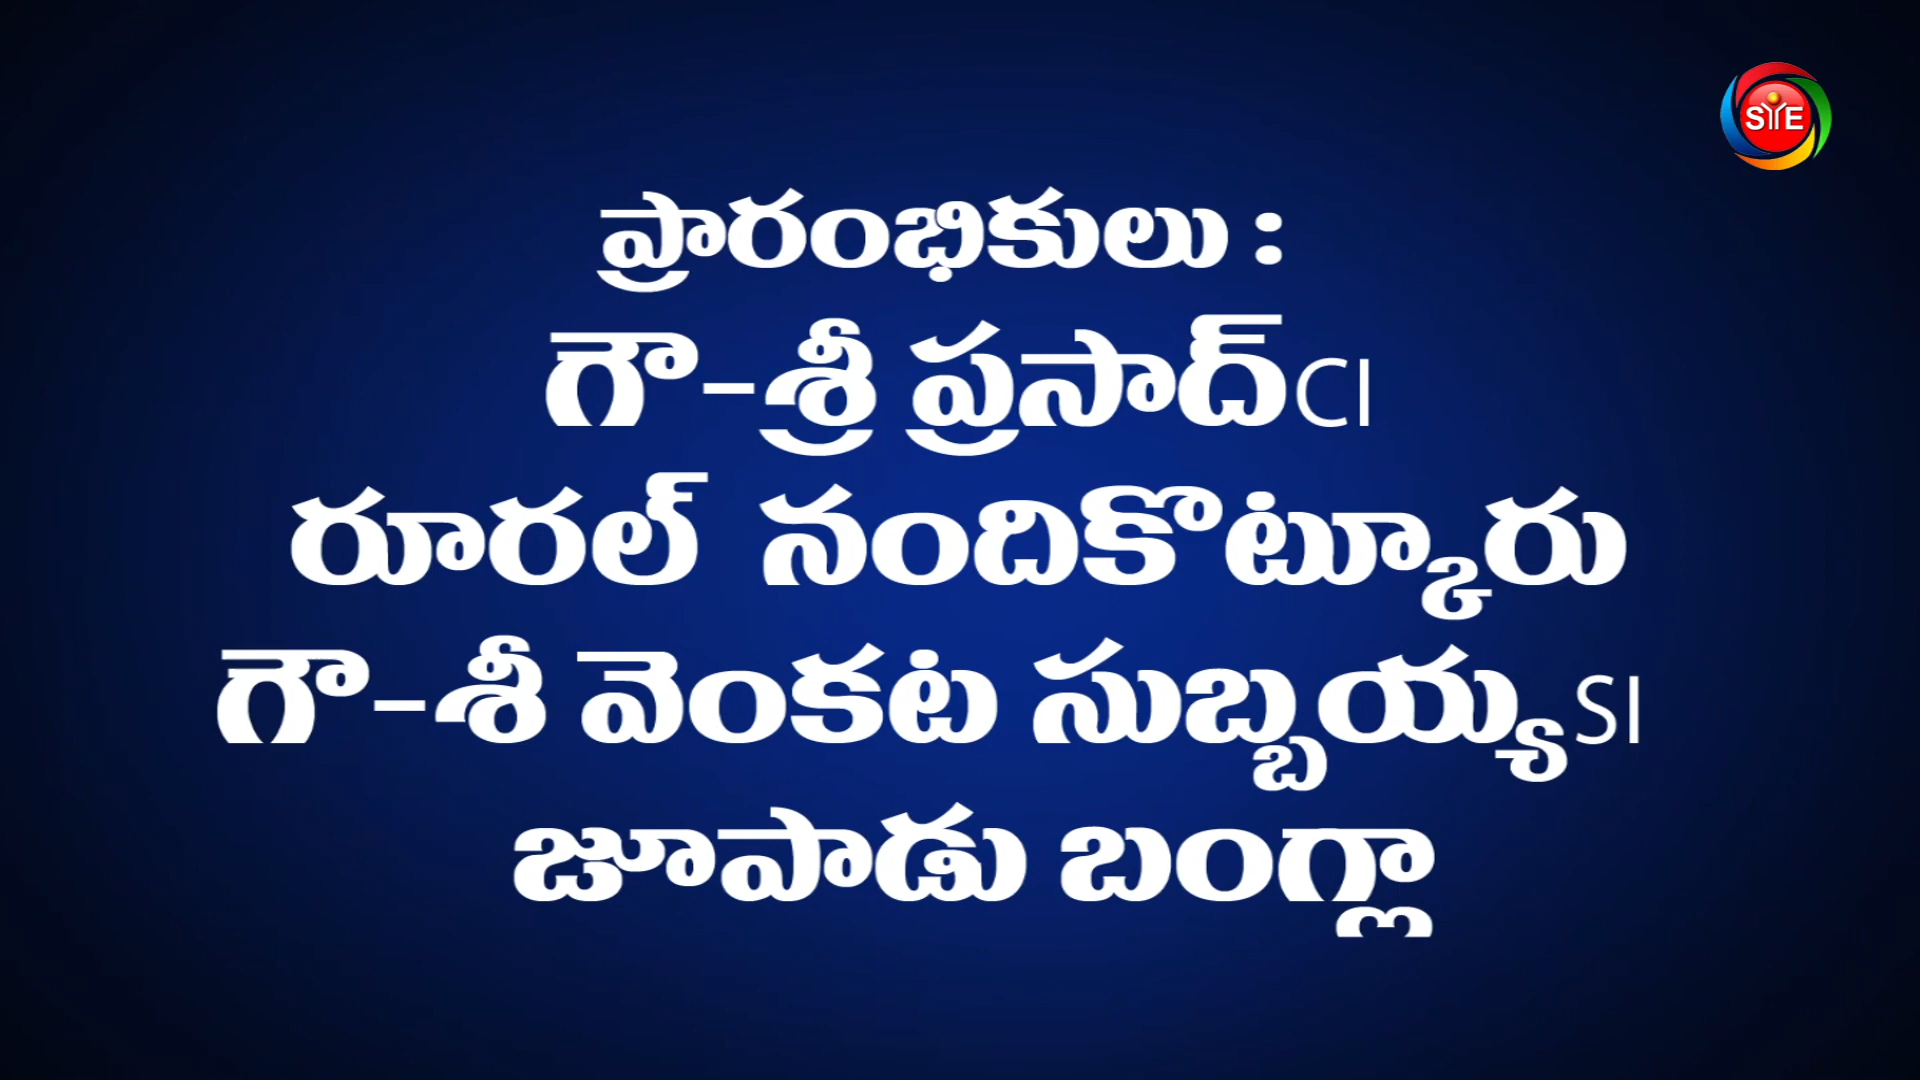 SYE
ప్రారంభికులు :
గౌ-శ్రీ ప్రసాద్CI
రూరల్ నందికొట్కూరు
గౌ-శీ వెంకట సుబ్బయ్యSI
జూపాడు బంగ్లా